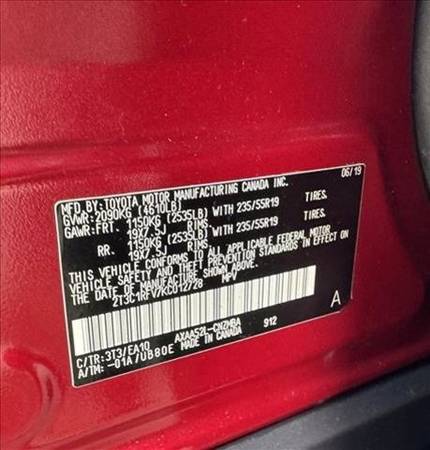 MFD. BY: TOYOTA MOTOR MANUFACTURING CANADA INC. 06/19
GVWR: 2090KG (4610LB)
GAWR: FRT. 1150KG (2535LB) WITH 235/55R19 TIRES,
19X7.5J RIMS,
RR. 1150KG (2535LB) WITH 235/55R19 TIRES,
19X7.5J RIMS,
THIS VEHICLE CONFORMS TO ALL APPLICABLE FEDERAL MOTOR
VEHICLE SAFETY AND THEFT PREVENTION STANDARDS IN EFFECT ON
THE DATE OF MANUFACTURE SHOWN ABOVE.
MPV
A
C/TR: 3T3/EA10 AXAA52L-CNZMBA 912
A/TM: -01A/UB80E MADE IN CANADA